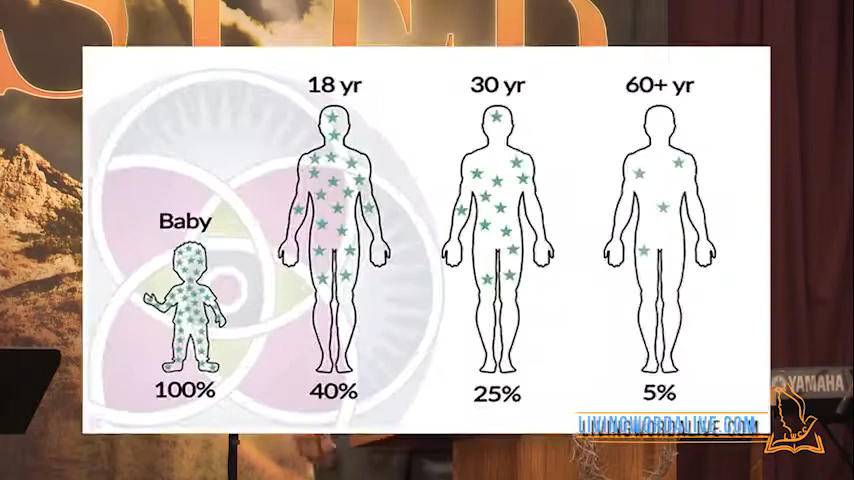 18 yr
30 yr
60+ yr
Baby
100%
40%
25%
5%
YAMAHA
LIVINGWORDALIVE.COM